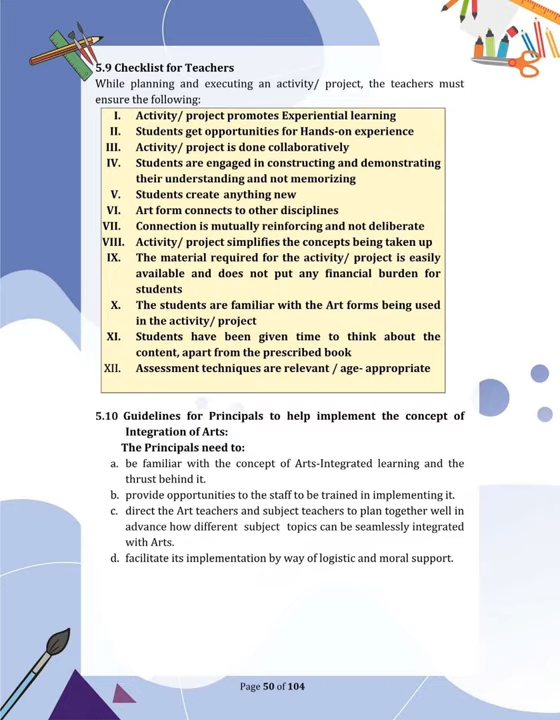 5.9 Checklist for Teachers
While planning and executing an activity/ project, the teachers must
ensure the following:
I. Activity/ project promotes Experiential learning
II. Students get opportunities for Hands-on experience
III. Activity/ project is done collaboratively
IV. Students are engaged in constructing and demonstrating
their understanding and not memorizing
V. Students create anything new
VI. Art form connects to other disciplines
VII. Connection is mutually reinforcing and not deliberate
VIII. Activity/ project simplifies the concepts being taken up
IX. The material required for the activity/ project is easily
available and does not put any financial burden for
students
X. The students are familiar with the Art forms being used
in the activity/ project
XI. Students have been given time to think about the
content, apart from the prescribed book
XII. Assessment techniques are relevant / age- appropriate
5.10 Guidelines for Principals to help implement the concept of
Integration of Arts:
The Principals need to:
a. be familiar with the concept of Arts-Integrated learning and the
thrust behind it.
b. provide opportunities to the staff to be trained in implementing it.
c. direct the Art teachers and subject teachers to plan together well in
advance how different subject topics can be seamlessly integrated
with Arts.
d. facilitate its implementation by way of logistic and moral support.
Page 50 of 104